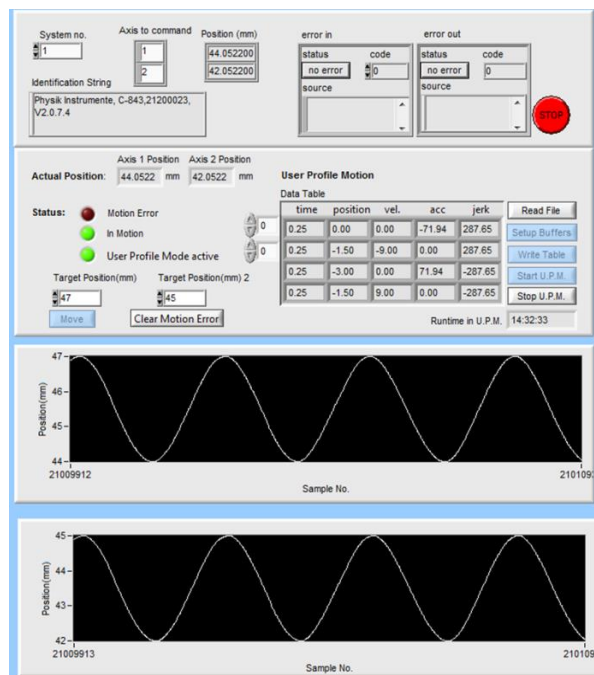 System no.
1
Axis to command
1
2
Position (mm)
44.052200
42.052200
Identification String
Physik Instrumente, C-843,21200023,
V2.0.7.4
error in
status
code
no error
0
source
error out
status
code
no error
0
source
STOP
Axis 1 Position
Axis 2 Position
Actual Position:
44.0522 mm
42.0522 mm
Status:
Motion Error
In Motion
User Profile Mode active
0
0
Target Position(mm)
47
Target Position(mm) 2
45
Move
Clear Motion Error
User Profile Motion
Data Table
time position vel. acc jerk
0.25 0.00 0.00 -71.94 287.65
0.25 -1.50 -9.00 0.00 287.65
0.25 -3.00 0.00 71.94 -287.65
0.25 -1.50 9.00 0.00 -287.65
Read File
Setup Buffers
Write Table
Start U.P.M.
Stop U.P.M.
Runtime in U.P.M. 14:32:33
Position(mm)
47
46
45
44
21009912
Sample No.
Position(mm)
45
44
43
42
21009913
210109
Sample No.